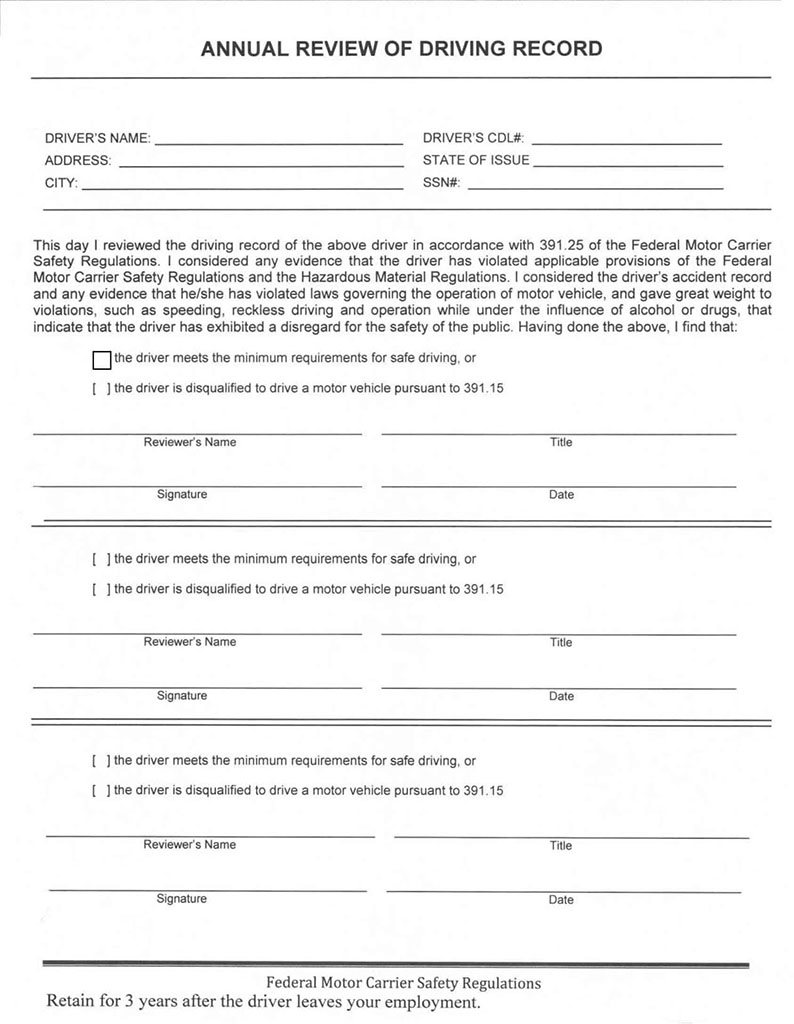 ANNUAL REVIEW OF DRIVING RECORD
DRIVER'S NAME: DRIVER'S CDL#:
ADDRESS: STATE OF ISSUE
CITY: SSN#:
This day I reviewed the driving record of the above driver in accordance with 391.25 of the Federal Motor Carrier
Safety Regulations. I considered any evidence that the driver has violated applicable provisions of the Federal
Motor Carrier Safety Regulations and the Hazardous Material Regulations. I considered the driver's accident record
and any evidence that he/she has violated laws governing the operation of motor vehicle, and gave great weight to
violations, such as speeding, reckless driving and operation while under the influence of alcohol or drugs, that
indicate that the driver has exhibited a disregard for the safety of the public. Having done the above, I find that:
the driver meets the minimum requirements for safe driving, or
[ ] the driver is disqualified to drive a motor vehicle pursuant to 391.15
Reviewer's Name Title
Signature Date
[ ] the driver meets the minimum requirements for safe driving, or
[ ] the driver is disqualified to drive a motor vehicle pursuant to 391.15
Reviewer's Name Title
Signature Date
[ ] the driver meets the minimum requirements for safe driving, or
[ ] the driver is disqualified to drive a motor vehicle pursuant to 391.15
Reviewer's Name Title
Signature Date
Federal Motor Carrier Safety Regulations
Retain for 3 years after the driver leaves your employment.